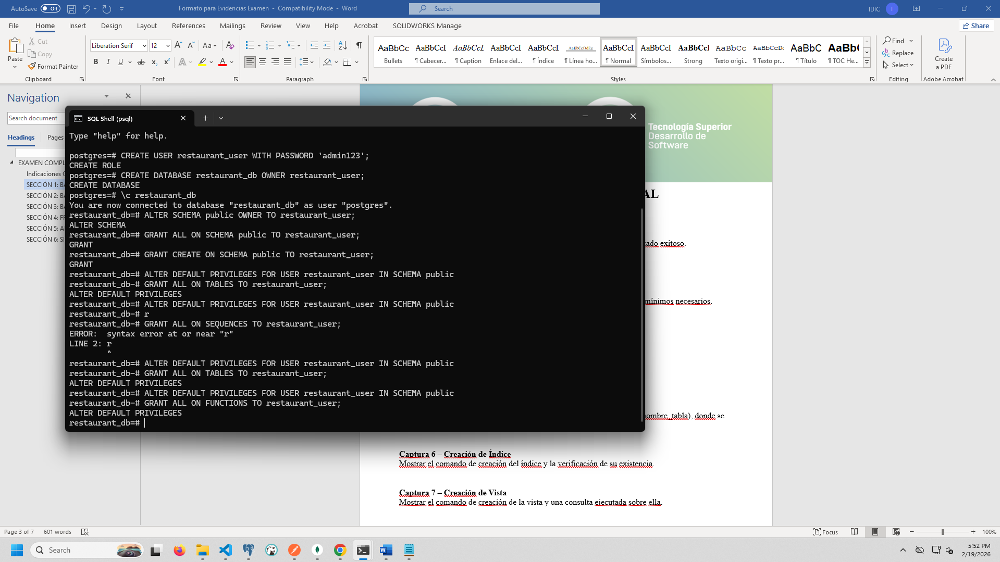 AutoSave Off
Formato para Evidencias Examen - Compatibility Mode - Word
Search
IDIC I
File Home Insert Design Layout References Mailings Review View Help Acrobat SOLIDWORKS Manage Share
Paste
Cut
Copy
Format Painter
Clipboard
Liberation Serif 12
Font
Paragraph
AaBbCc Bullets
AaBbCcI ¶ Cabecer...
AaBbCcI ¶ Caption
AaBbCcI Enlace del...
AaBbCcI ¶ Índice
AaBbCcDdEe ¶ Línea ho...
AaBbCcI ¶ Normal
AaBbCcI Símbolos...
AaBbCcI Strong
AaBbCc Texto origi...
AaBbCcDc ¶ Texto pr...
AaBbC ¶ Título
AaBb( ¶ TOC He...
Styles
Find
Replace
Select
Editing
Create a PDF
Adobe Acrobat
Navigation
Search document
Headings Pages
EXAMEN COMPL
Indicaciones G
SECCIÓN 1: BA
SECCIÓN 2: BA
SECCIÓN 3: BA
SECCIÓN 4: FR
SECCIÓN 5: AI
SECCIÓN 6: SI
Tecnología Superior
Desarrollo de
Software
SQL Shell (psql)
Type "help" for help.
postgres=# CREATE USER restaurant_user WITH PASSWORD 'admin123';
CREATE ROLE
postgres=# CREATE DATABASE restaurant_db OWNER restaurant_user;
CREATE DATABASE
postgres=# \c restaurant_db
You are now connected to database "restaurant_db" as user "postgres".
restaurant_db=# ALTER SCHEMA public OWNER TO restaurant_user;
ALTER SCHEMA
restaurant_db=# GRANT ALL ON SCHEMA public TO restaurant_user;
GRANT
restaurant_db=# GRANT CREATE ON SCHEMA public TO restaurant_user;
GRANT
restaurant_db=# ALTER DEFAULT PRIVILEGES FOR USER restaurant_user IN SCHEMA public
restaurant_db-# GRANT ALL ON TABLES TO restaurant_user;
ALTER DEFAULT PRIVILEGES
restaurant_db=# ALTER DEFAULT PRIVILEGES FOR USER restaurant_user IN SCHEMA public
restaurant_db-# r
restaurant_db-# GRANT ALL ON SEQUENCES TO restaurant_user;
ERROR:  syntax error at or near "r"
LINE 2: r
^
restaurant_db=# ALTER DEFAULT PRIVILEGES FOR USER restaurant_user IN SCHEMA public
restaurant_db-# GRANT ALL ON TABLES TO restaurant_user;
ALTER DEFAULT PRIVILEGES
restaurant_db=# ALTER DEFAULT PRIVILEGES FOR USER restaurant_user IN SCHEMA public
restaurant_db-# GRANT ALL ON FUNCTIONS TO restaurant_user;
ALTER DEFAULT PRIVILEGES
restaurant_db=#
AL
tado exitoso.
mínimos necesarios.
nombre_tabla), donde se
Captura 6 – Creación de Índice
Mostrar el comando de creación del índice y la verificación de su existencia.
Captura 7 – Creación de Vista
Mostrar el comando de creación de la vista y una consulta ejecutada sobre ella.
Page 3 of 7 601 words
Focus
100%
Search
5:52 PM
2/19/2026